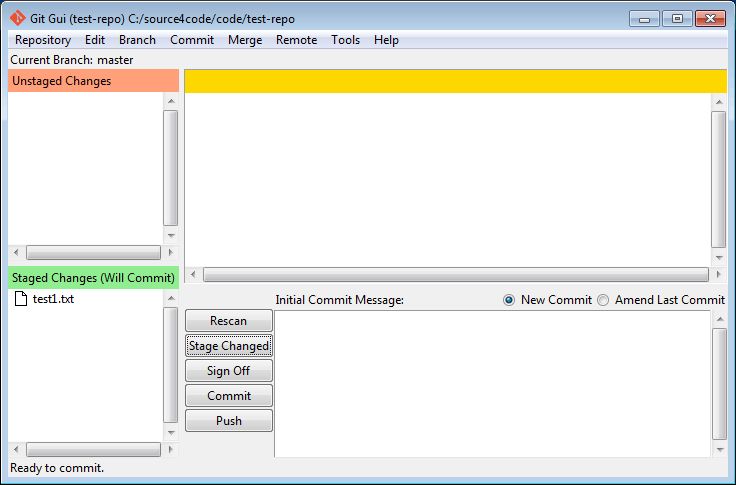 Git Gui (test-repo) C:/source4code/code/test-repo
Repository Edit Branch Commit Merge Remote Tools Help
Current Branch: master
Unstaged Changes
Staged Changes (Will Commit)
test1.txt
Initial Commit Message: New Commit Amend Last Commit
Rescan
Stage Changed
Sign Off
Commit
Push
Ready to commit.